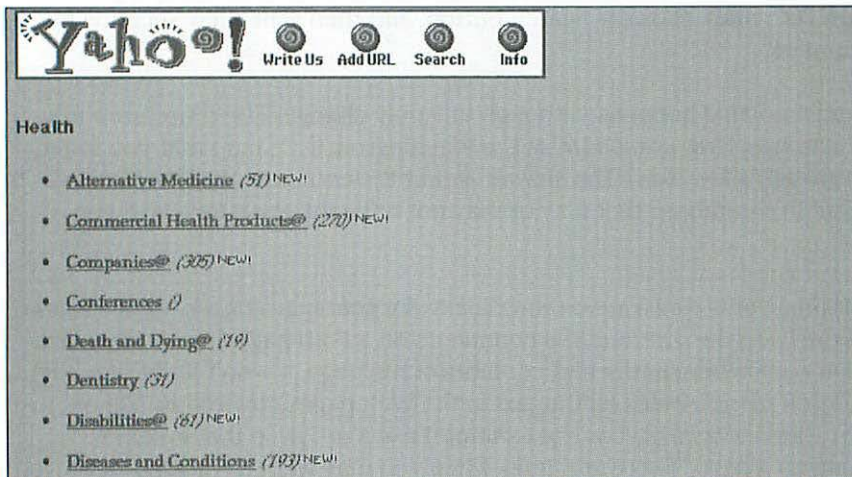 Yahoo!
Write Us Add URL Search Info
Health
• Alternative Medicine (51) NEW!
• Commercial Health Products@ (270) NEW!
• Companies@ (305) NEW!
• Conferences ()
• Death and Dying@ (19)
• Dentistry (31)
• Disabilities@ (61) NEW!
• Diseases and Conditions (193) NEW!